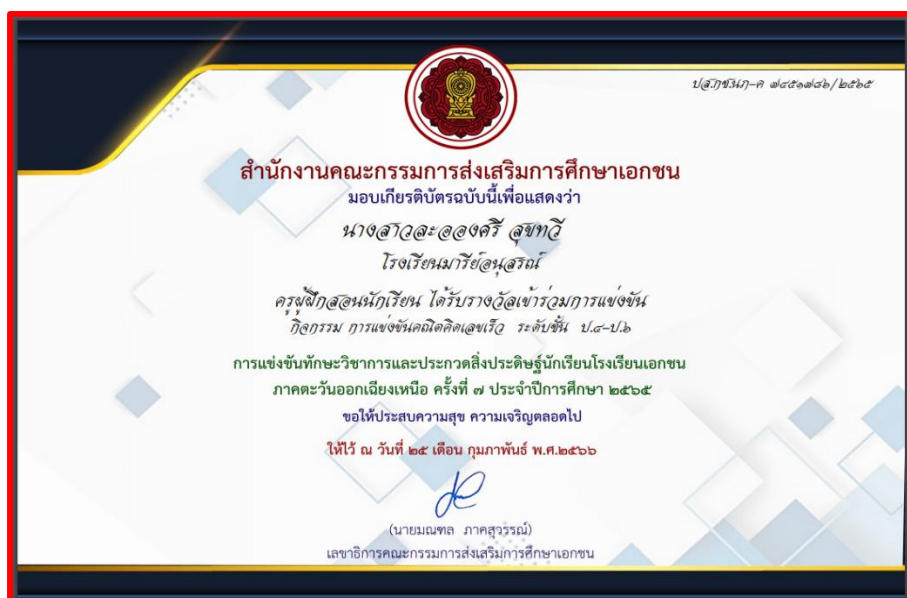 ปส.กช.นภ-ค ๗๔๕๑๗๘๖/๒๕๖๕
สำนักงานคณะกรรมการส่งเสริมการศึกษาเอกชน
มอบเกียรติบัตรฉบับนี้เพื่อแสดงว่า
นางสาวละอองศรี สุขทวี
โรงเรียนมารีย์อนุสรณ์
ครูผู้ฝึกสอนนักเรียน ได้รับรางวัลเข้าร่วมการแข่งขัน
กิจกรรม การแข่งขันคณิตคิดเลขเร็ว ระดับชั้น ป.๔-ป.๖
การแข่งขันทักษะวิชาการและประกวดสิ่งประดิษฐ์นักเรียนโรงเรียนเอกชน
ภาคตะวันออกเฉียงเหนือ ครั้งที่ ๗ ประจำปีการศึกษา ๒๕๖๕
ขอให้ประสบความสุข ความเจริญตลอดไป
ให้ไว้ ณ วันที่ ๒๕ เดือน กุมภาพันธ์ พ.ศ.๒๕๖๖
(นายมณฑล ภาคสุวรรณ์)
เลขาธิการคณะกรรมการส่งเสริมการศึกษาเอกชน